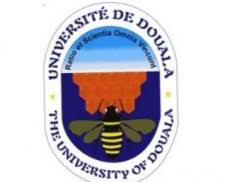 UNIVERSITÉ DE DOUALA
Ratio et Scientia Omnia Vincunt
THE UNIVERSITY OF DOUALA